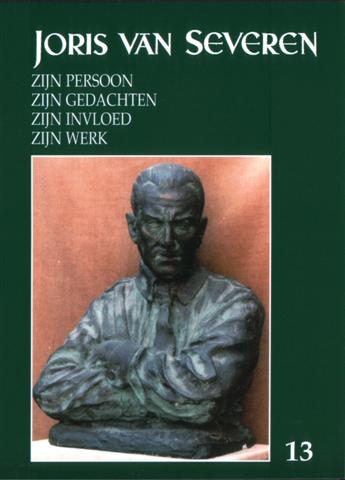 JORIS VAN SEVEREN
ZIJN PERSOON
ZIJN GEDACHTEN
ZIJN INVLOED
ZIJN WERK
13